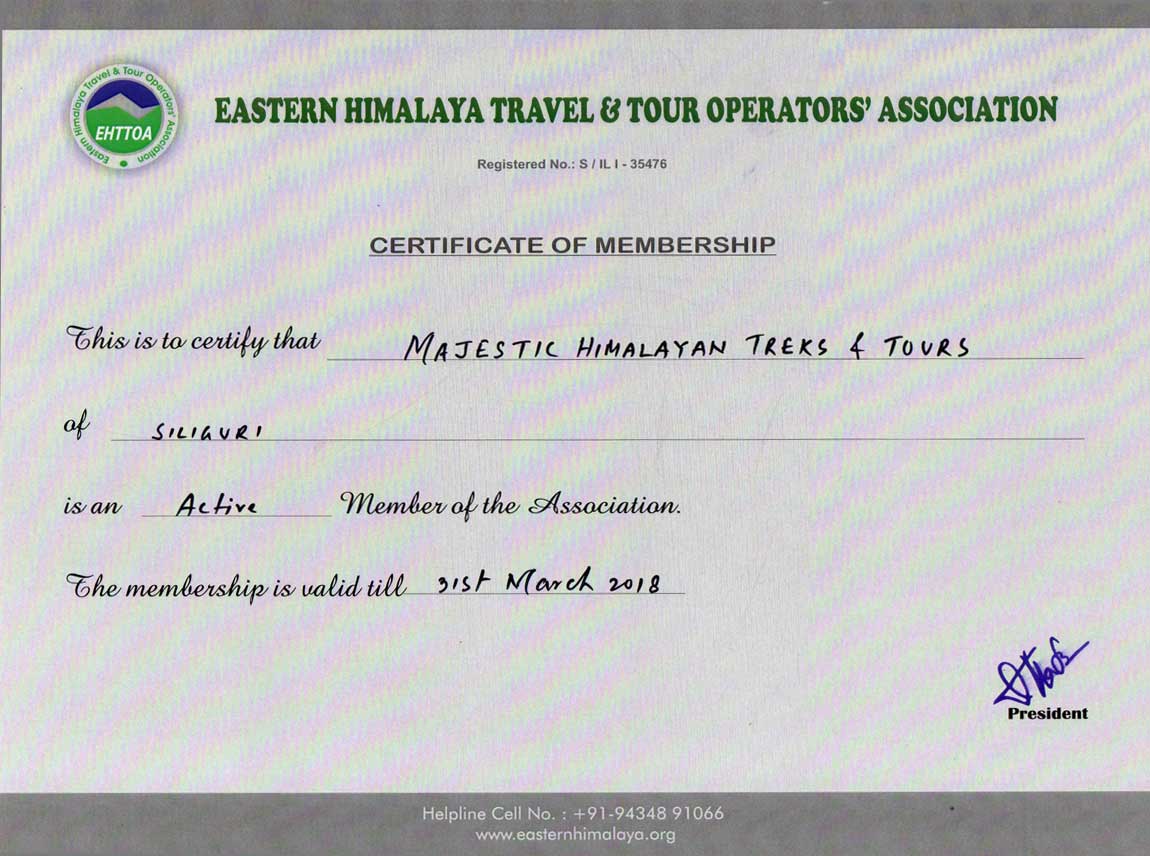 Eastern Himalaya Travel & Tour Operators' Association
EHTTOA
EASTERN HIMALAYA TRAVEL & TOUR OPERATORS' ASSOCIATION
Registered No.: S / IL I - 35476
CERTIFICATE OF MEMBERSHIP
This is to certify that MAJESTIC HIMALAYAN TREKS & TOURS
of SILIGURI
is an Active Member of the Association.
The membership is valid till 31st March 2018
President
Helpline Cell No. : +91-94348 91066
www.easternhimalaya.org